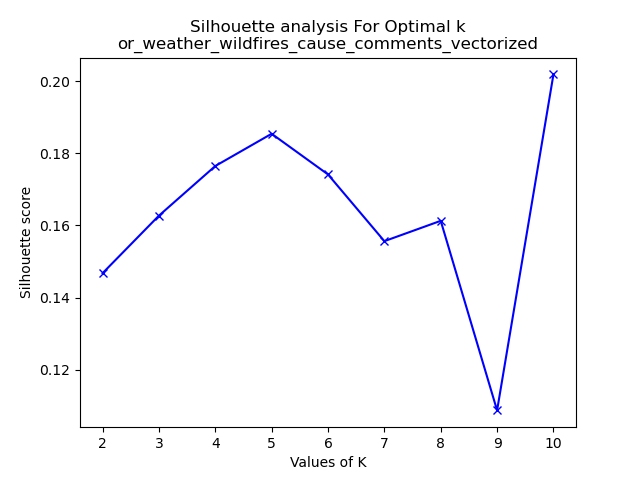 Silhouette analysis For Optimal k
or_weather_wildfires_cause_comments_vectorized
Silhouette score
0.20
0.18
0.16
0.14
0.12
2 3 4 5 6 7 8 9 10
Values of K